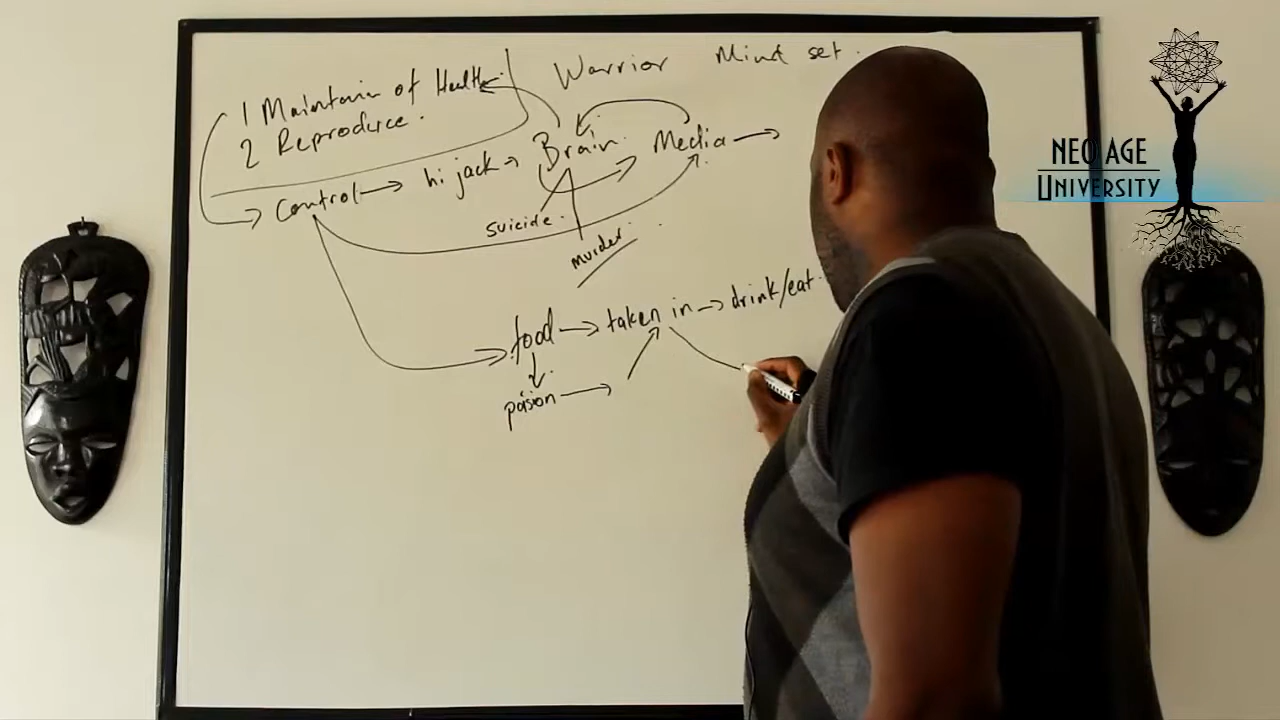 Warrior Mind set.
1 Maintain of Health.
2 Reproduce.
Control → hi jack → Brain. Media →
suicide.
murder.
food → taken in → drink/eat.
poision →
NEO AGE
UNIVERSITY